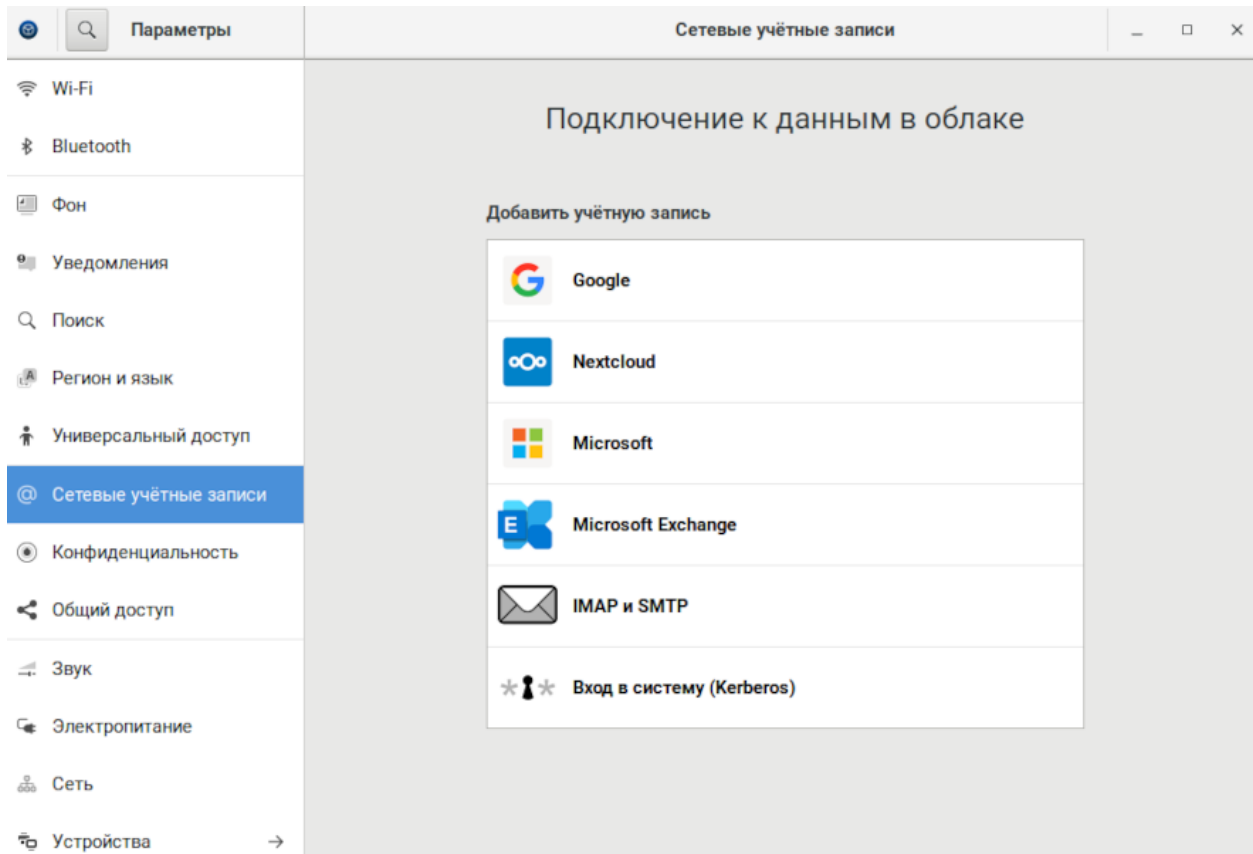 Параметры
Сетевые учётные записи
Wi-Fi
Bluetooth
Фон
Уведомления
Поиск
Регион и язык
Универсальный доступ
Сетевые учётные записи
Конфиденциальность
Общий доступ
Звук
Электропитание
Сеть
Устройства
Подключение к данным в облаке
Добавить учётную запись
Google
Nextcloud
Microsoft
Microsoft Exchange
IMAP и SMTP
Вход в систему (Kerberos)